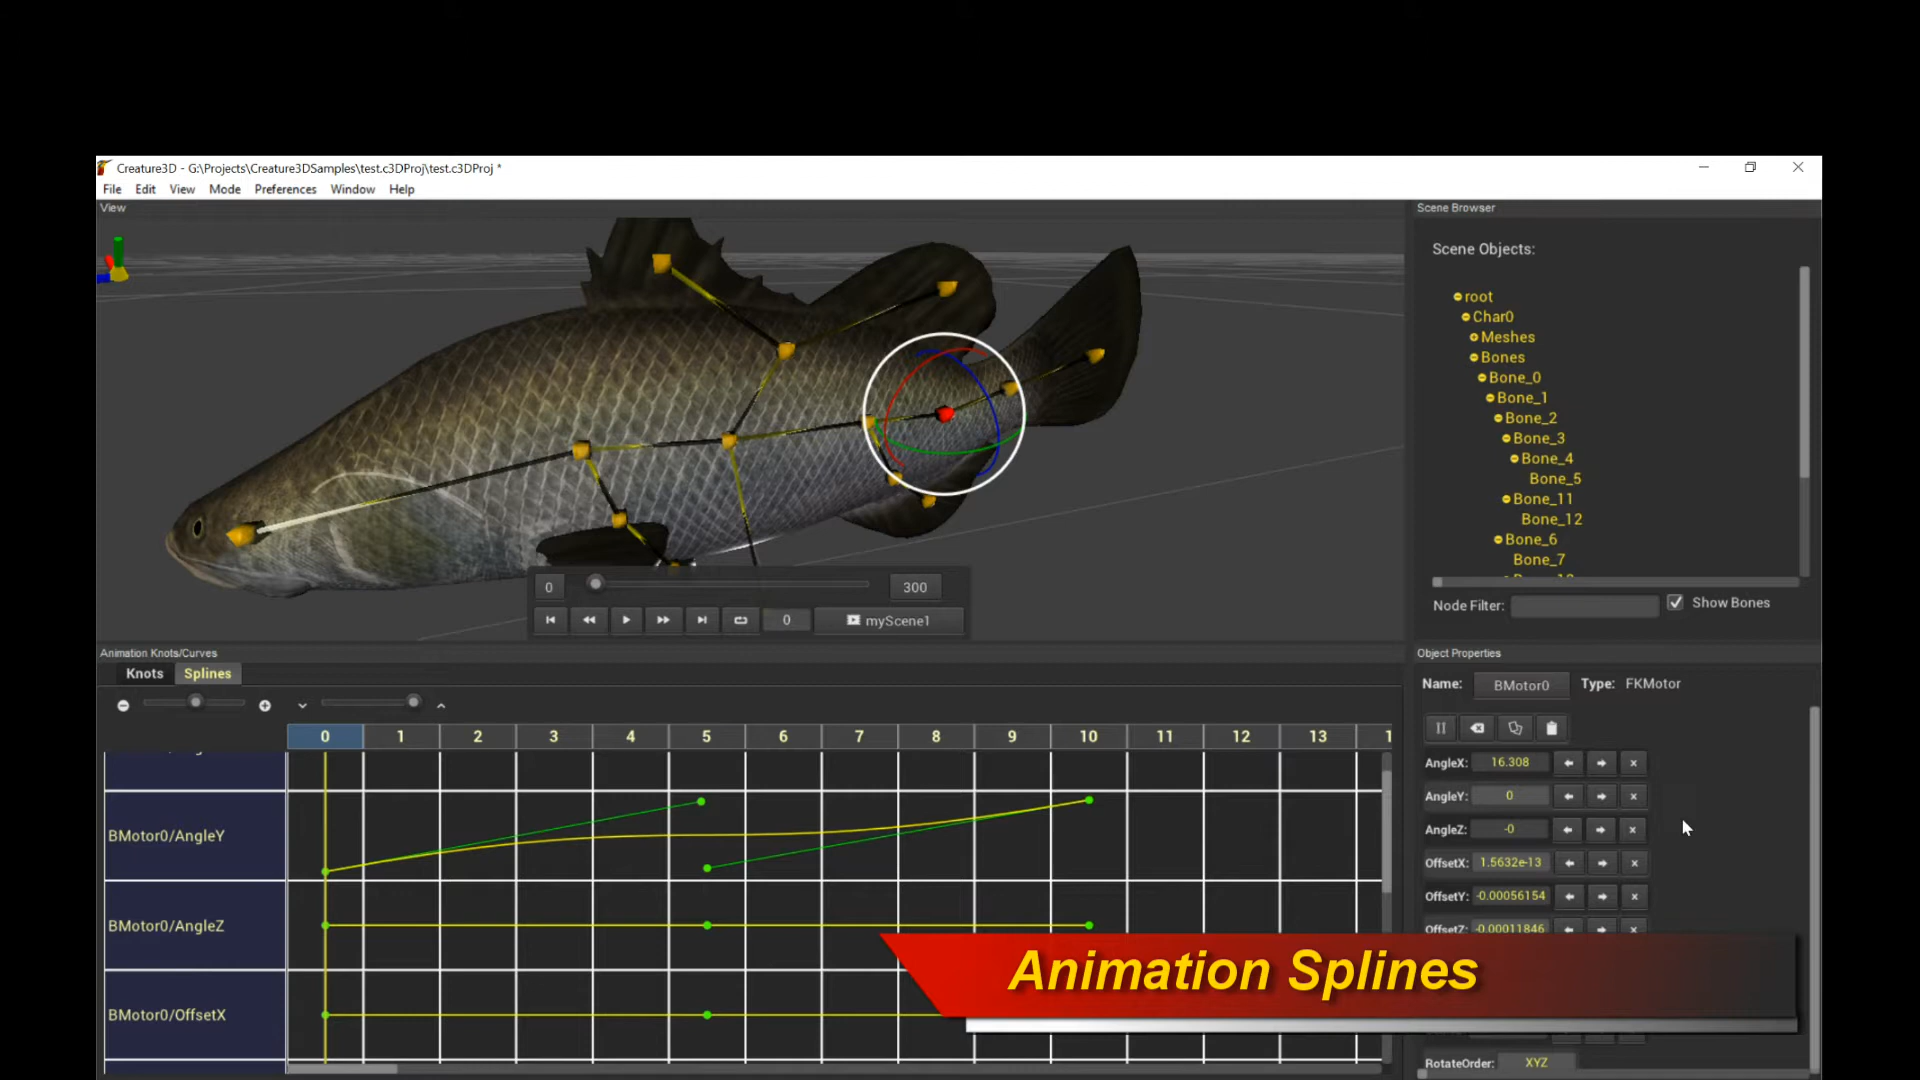 Creature3D - G:\Projects\Creature3DSamples\test.c3DProj\test.c3DProj *
File Edit View Mode Preferences Window Help
View
Scene Browser
Scene Objects:
root
Char0
Meshes
Bones
Bone_0
Bone_1
Bone_2
Bone_3
Bone_4
Bone_5
Bone_11
Bone_12
Bone_6
Bone_7
Node Filter: Show Bones
0 300
0 myScene1
Animation Knots/Curves
Knots Splines
0 1 2 3 4 5 6 7 8 9 10 11 12 13 1
BMotor0/AngleY
BMotor0/AngleZ
BMotor0/OffsetX
Object Properties
Name: BMotor0 Type: FKMotor
AngleX: 16.308
AngleY: 0
AngleZ: -0
OffsetX: 1.5632e-13
OffsetY: -0.00056154
OffsetZ: -0.00011846
Animation Splines
RotateOrder: XYZ